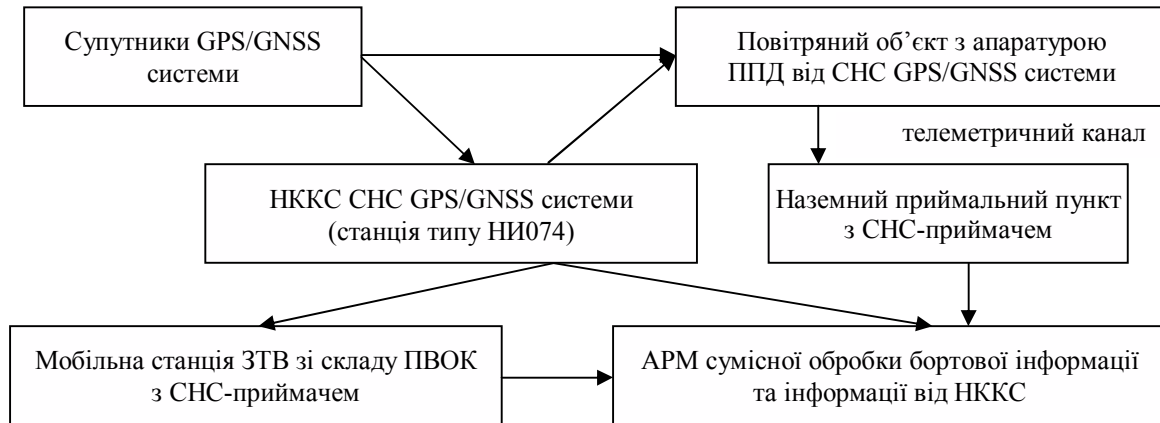 Супутники GPS/GNSS
системи
Повітряний об’єкт з апаратурою
ППД від СНС GPS/GNSS системи
телеметричний канал
НККС СНС GPS/GNSS системи
(станція типу НИ074)
Наземний приймальний пункт
з СНС-приймачем
Мобільна станція ЗТВ зі складу ПВОК
з СНС-приймачем
АРМ сумісної обробки бортової інформації
та інформації від НККС